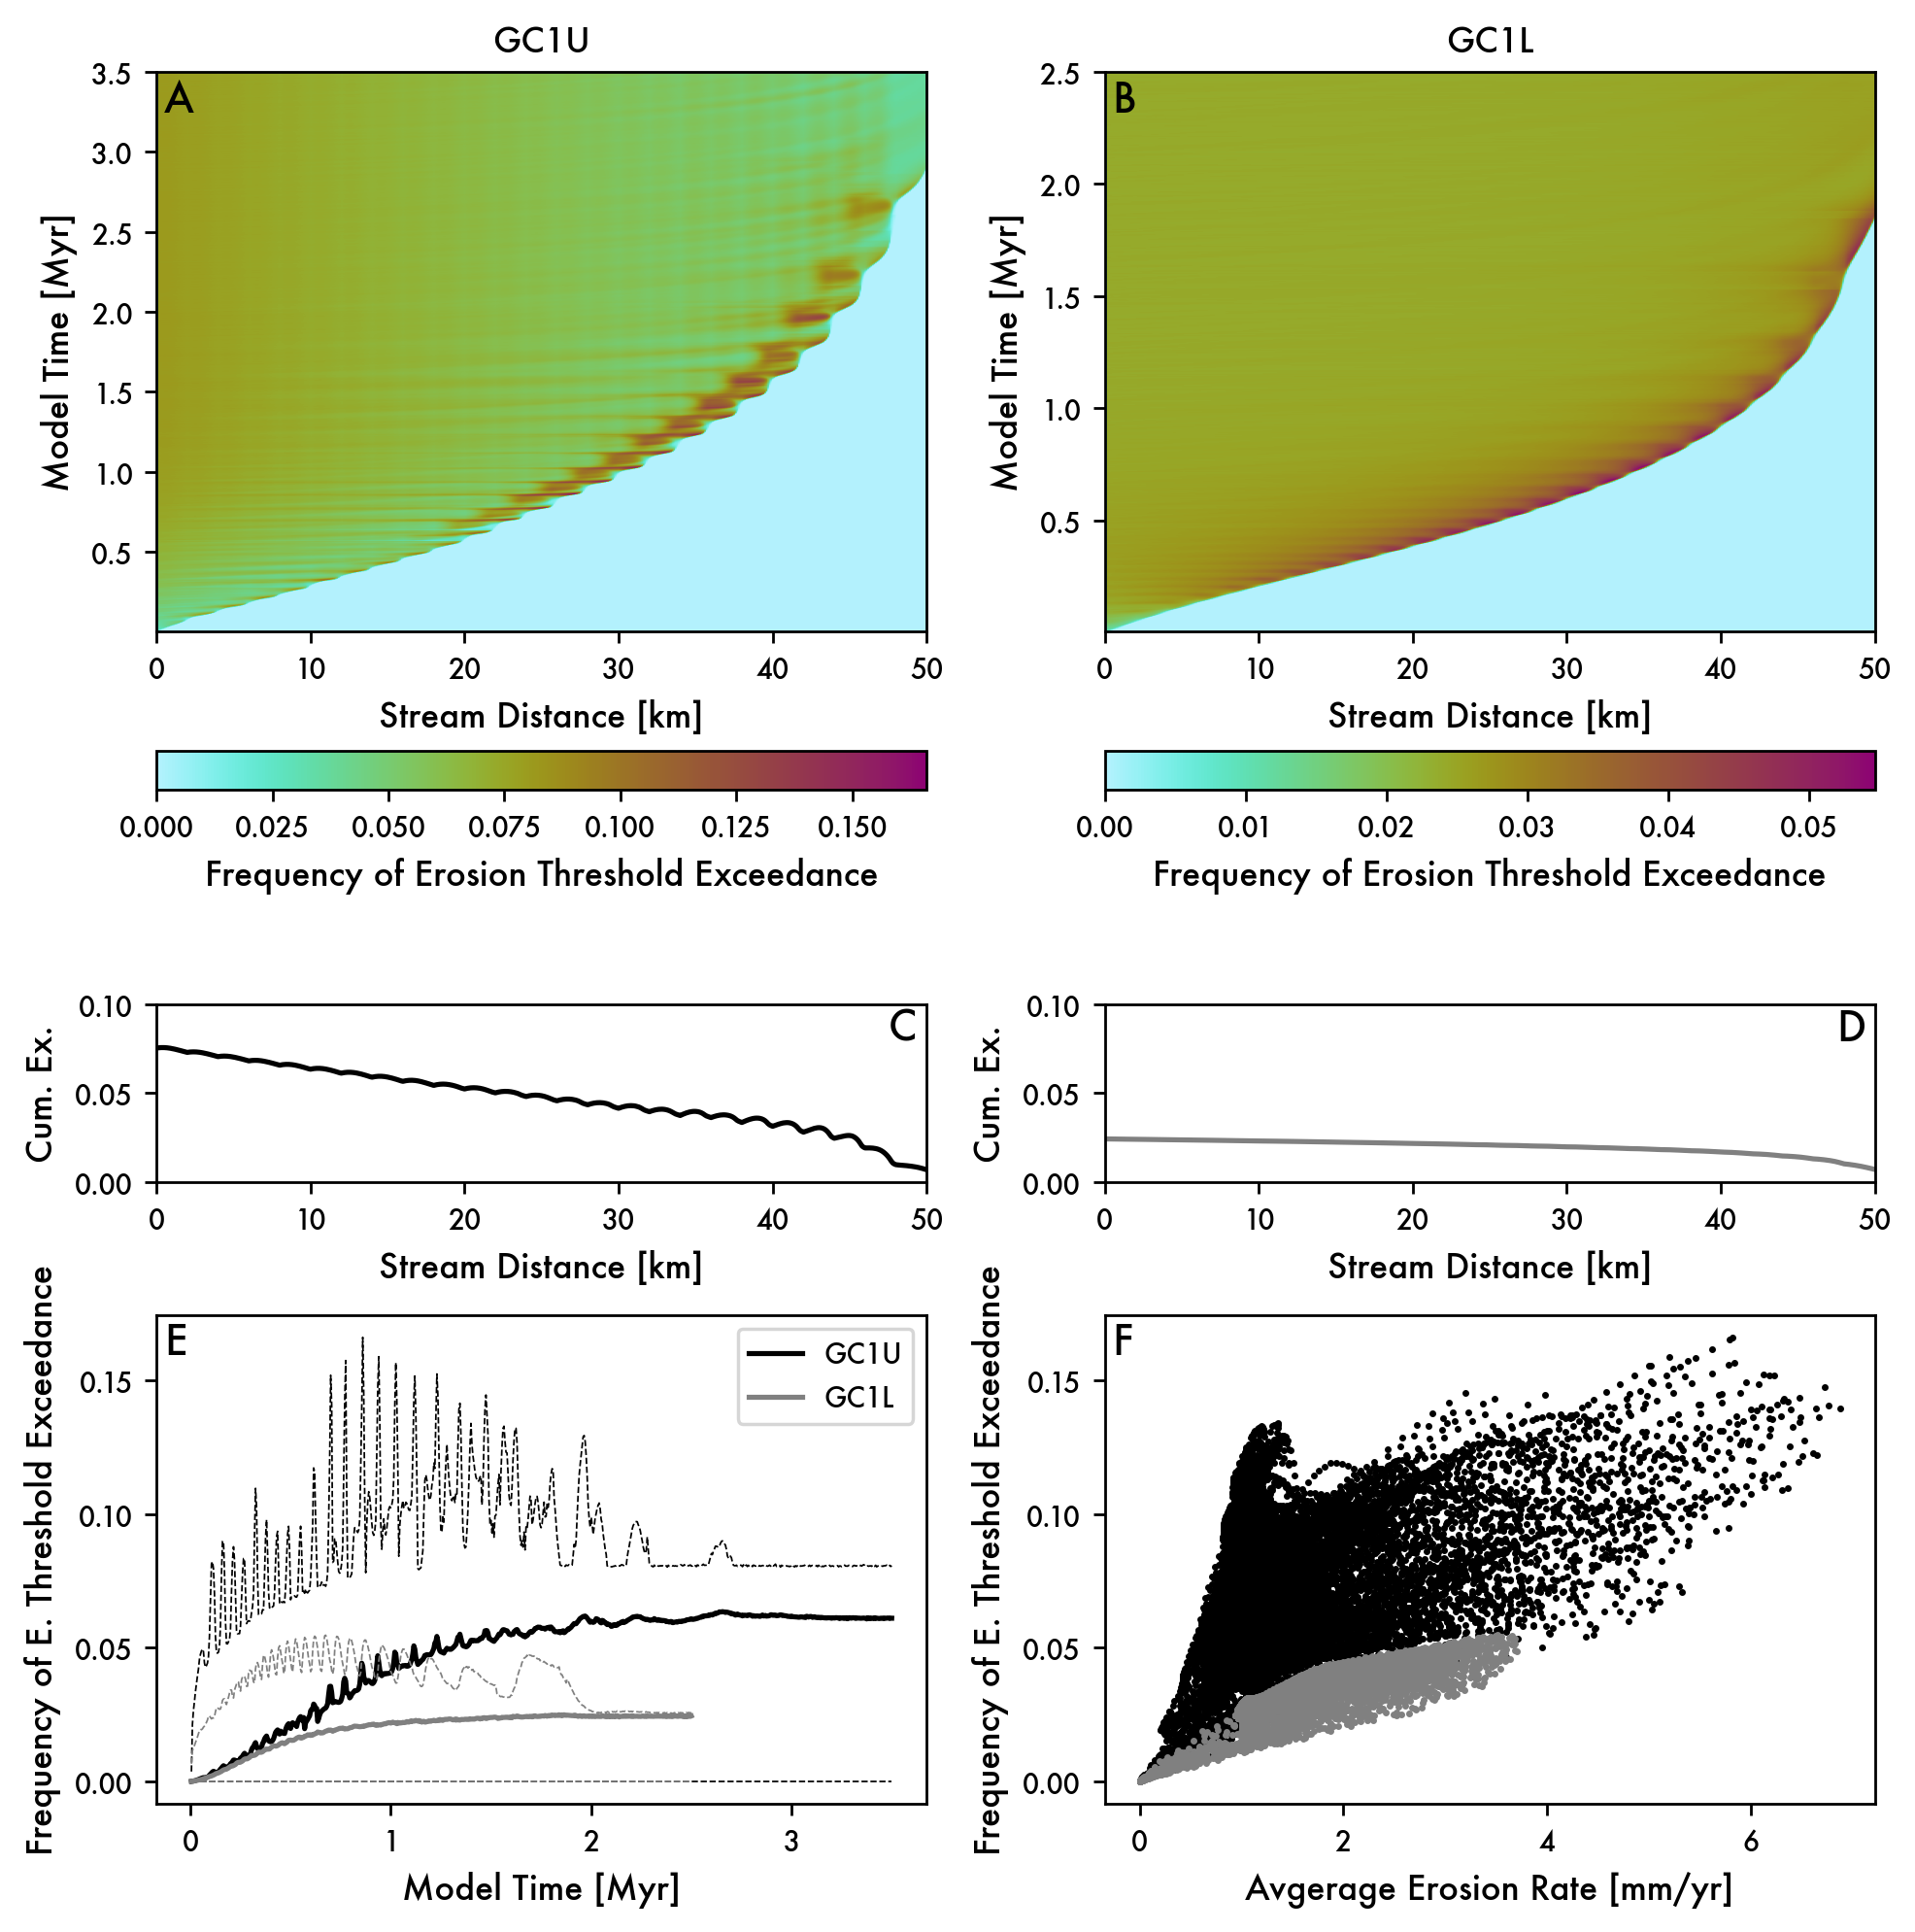 GC1U
A
3.5
3.0
2.5
2.0
1.5
1.0
0.5
Model Time [Myr]
0 10 20 30 40 50
Stream Distance [km]
0.000 0.025 0.050 0.075 0.100 0.125 0.150
Frequency of Erosion Threshold Exceedance
GC1L
B
2.5
2.0
1.5
1.0
0.5
Model Time [Myr]
0 10 20 30 40 50
Stream Distance [km]
0.00 0.01 0.02 0.03 0.04 0.05
Frequency of Erosion Threshold Exceedance
C
0.10
0.05
0.00
Cum. Ex.
0 10 20 30 40 50
Stream Distance [km]
D
0.10
0.05
0.00
Cum. Ex.
0 10 20 30 40 50
Stream Distance [km]
E
GC1U
GC1L
0.15
0.10
0.05
0.00
Frequency of E. Threshold Exceedance
0 1 2 3
Model Time [Myr]
F
0.15
0.10
0.05
0.00
Frequency of E. Threshold Exceedance
0 2 4 6
Avgerage Erosion Rate [mm/yr]